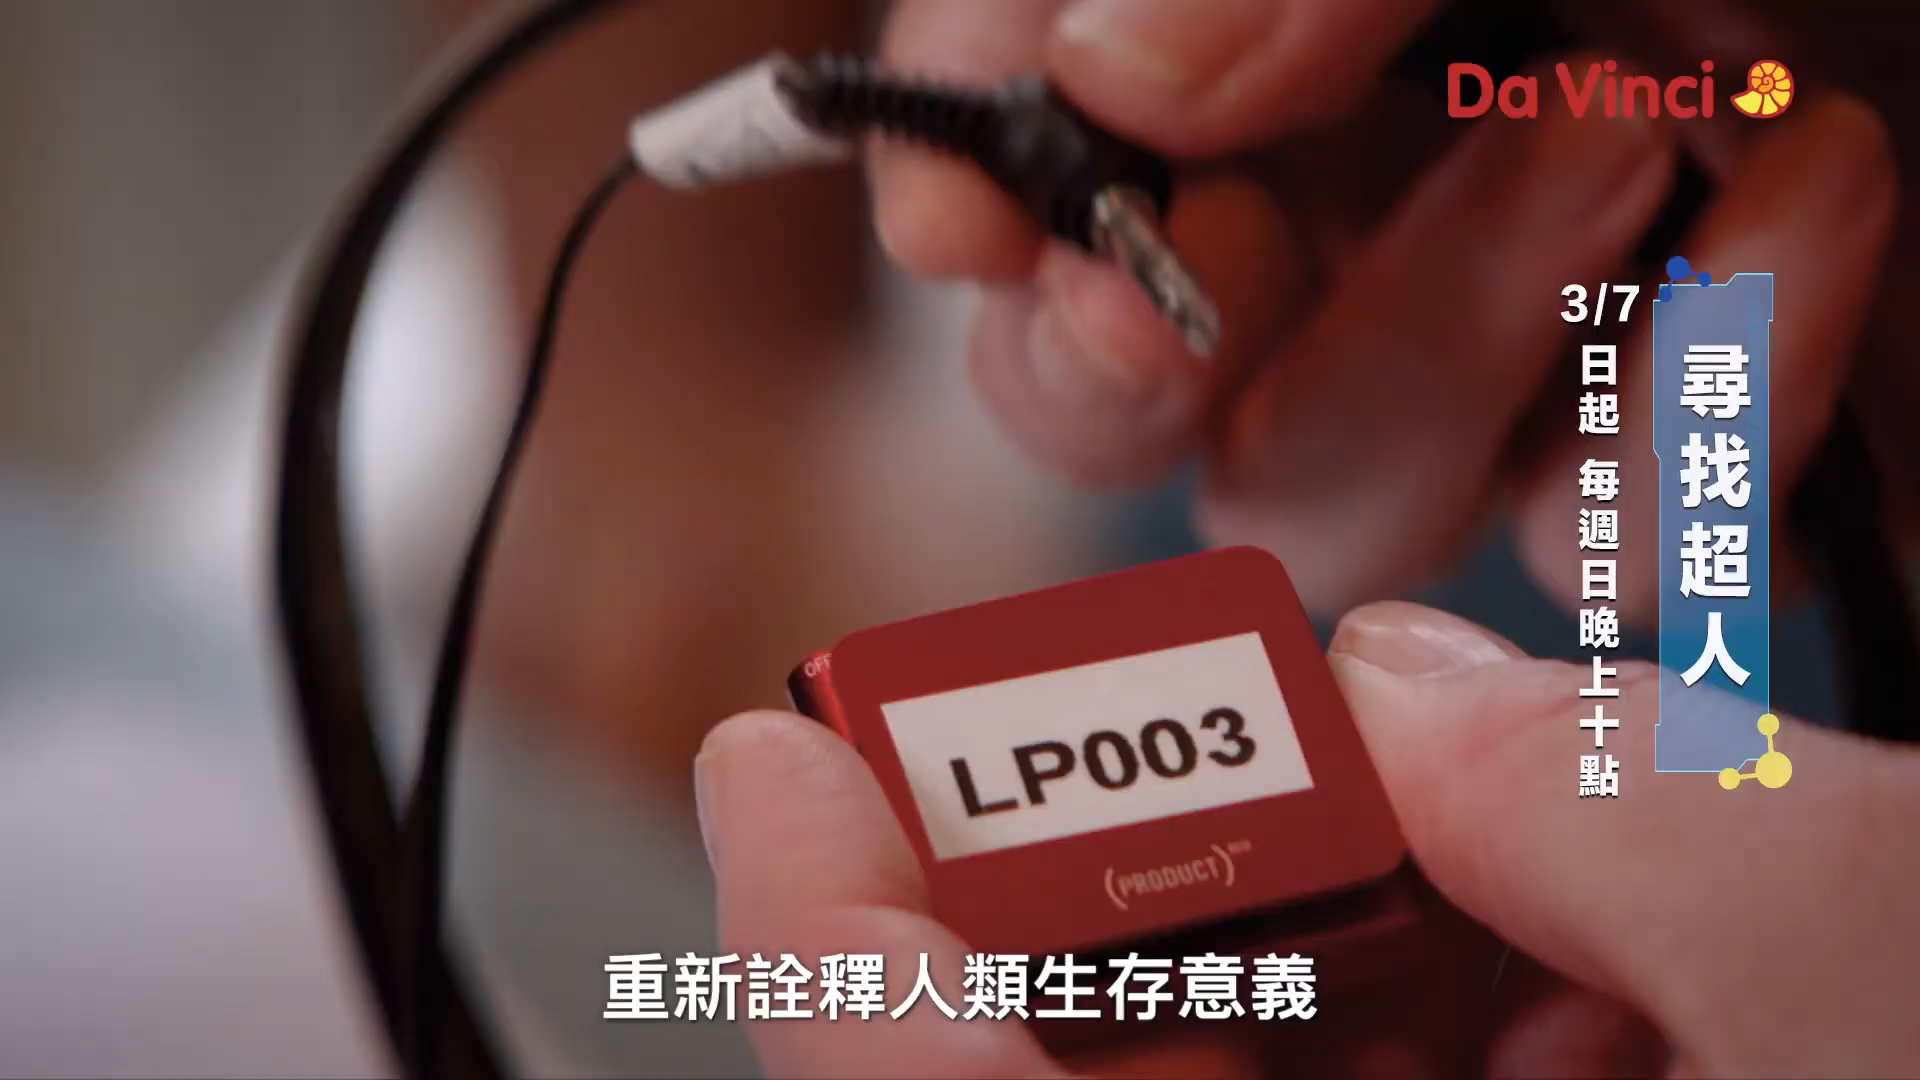 Da Vinci
3/7日起 每週日晚上十點
尋找超人
OFF
LP003
(PRODUCT)
重新詮釋人類生存意義